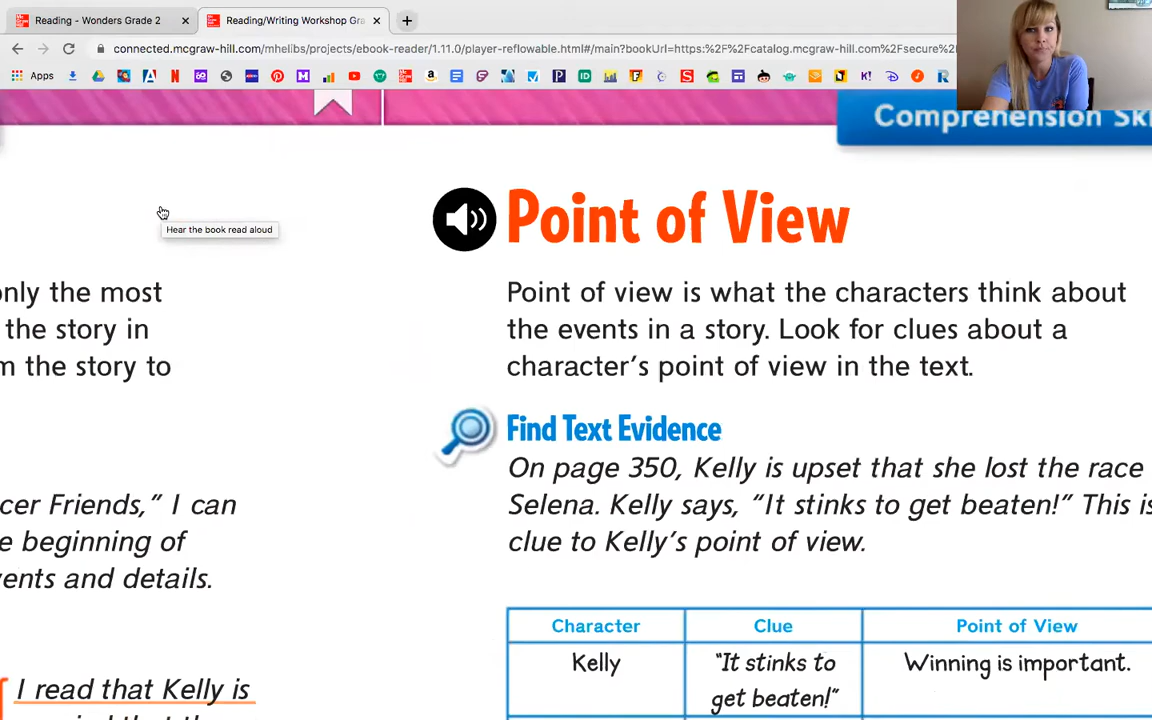 Reading - Wonders Grade 2
Reading/Writing Workshop Gra
connected.mcgraw-hill.com/mhelibs/projects/ebook-reader/1.11.0/player-reflowable.html#/main?bookUrl=https:%2F%2Fcatalog.mcgraw-hill.com%2Fsecure%2F
Apps
Comprehension Ski
Hear the book read aloud
only the most
the story in
m the story to
cer Friends,” I can
e beginning of
vents and details.
I read that Kelly is
Point of View
Point of view is what the characters think about
the events in a story. Look for clues about a
character’s point of view in the text.
Find Text Evidence
On page 350, Kelly is upset that she lost the race
Selena. Kelly says, “It stinks to get beaten!” This is
clue to Kelly’s point of view.
Character Clue Point of View
Kelly “It stinks to Winning is important.
get beaten!”